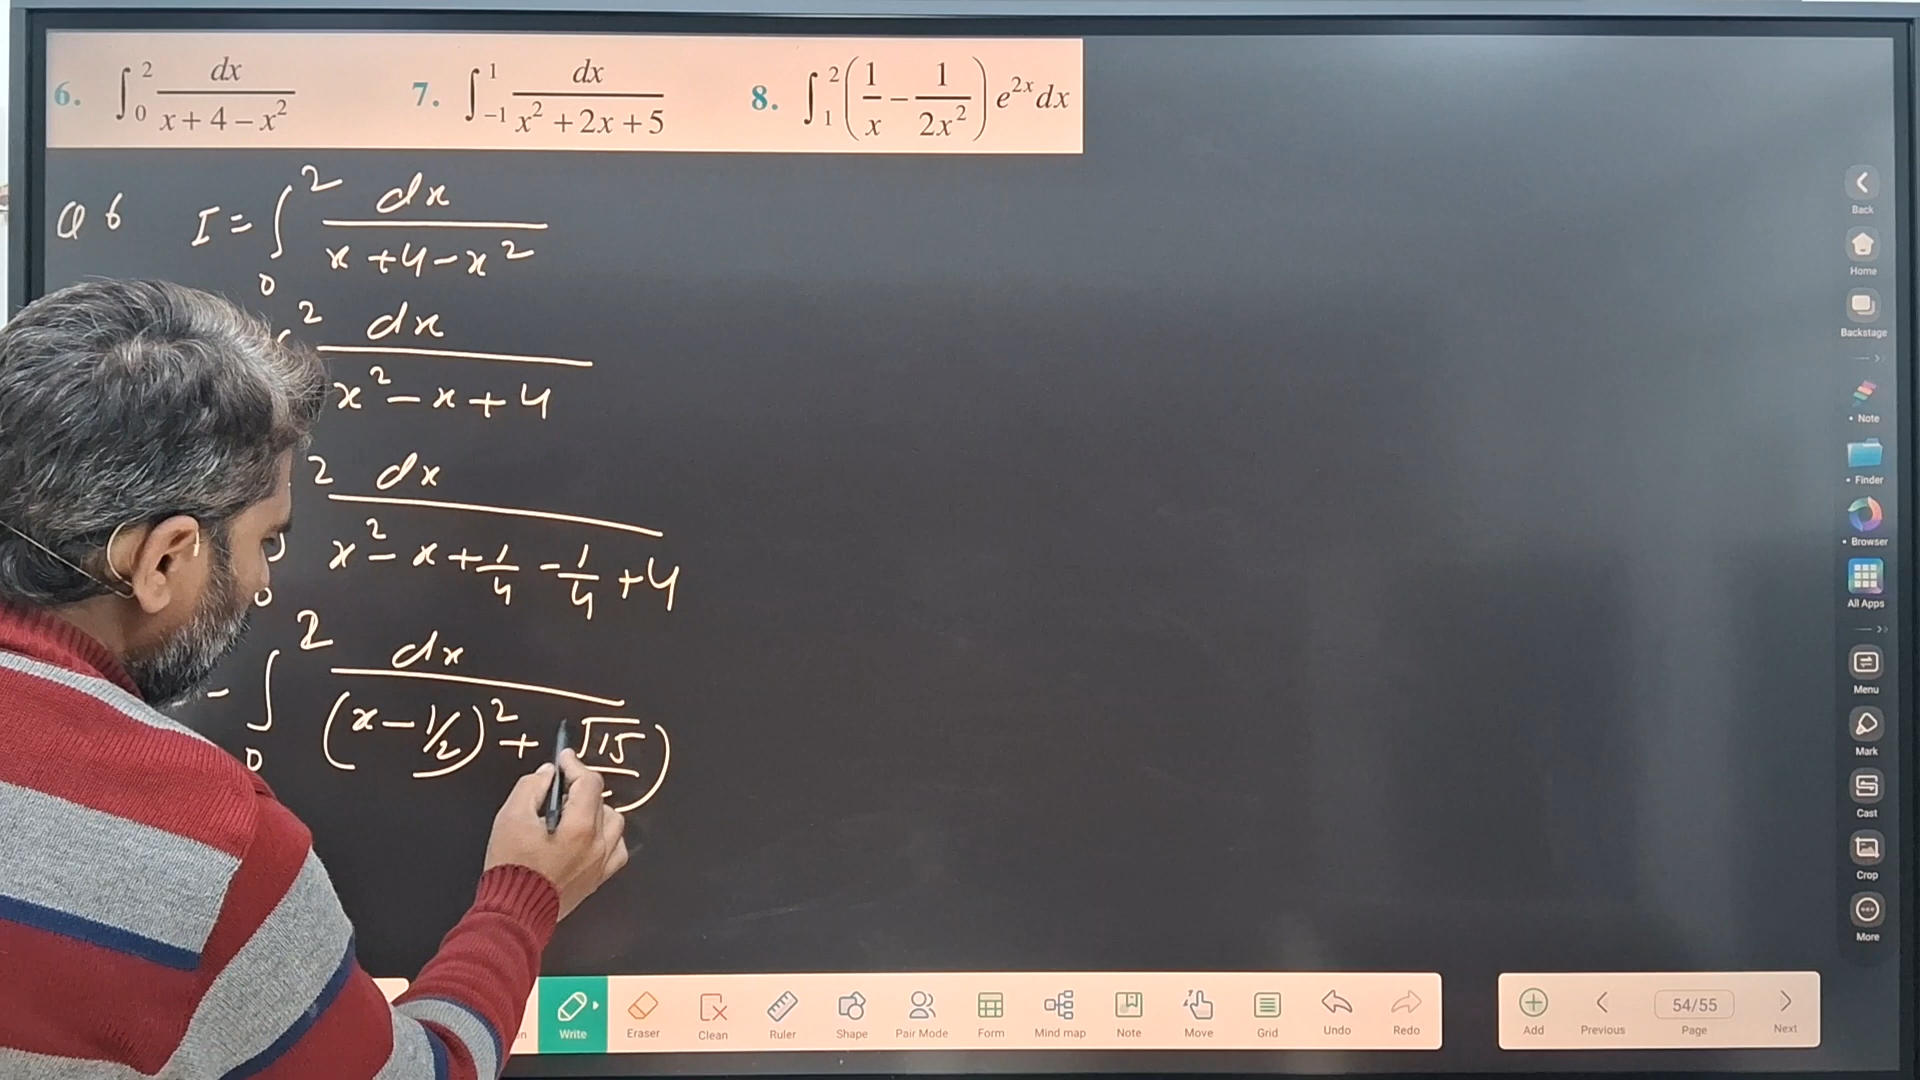 6. ∫₀² dx/(x + 4 − x²) 7. ∫₋₁¹ dx/(x² + 2x + 5) 8. ∫₁² (1/x − 1/(2x²)) e^(2x) dx
Q 6 I = ∫₀² dx/(x + 4 − x²)
2 dx/(x² − x + 4)
2 0 dx/(x² − x + 1/4 − 1/4 + 4)
- ∫₀² dx/((x − 1/2)² + √15)
Back
Home
Backstage
Note
Finder
Browser
All Apps
Menu
Mark
Cast
Crop
More
Write Eraser Clean Ruler Shape Pair Mode Form Mind map Note Move Grid Undo Redo
Add Previous 54/55 Page Next